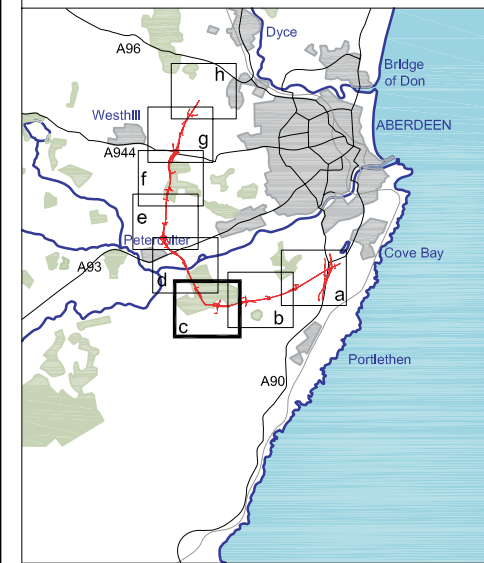 Dyce
A96
Bridge
of Don
h
Westhill
ABERDEEN
g
A944
f
e
Peterculter
Cove Bay
A93
d
a
c
b
Portlethen
A90